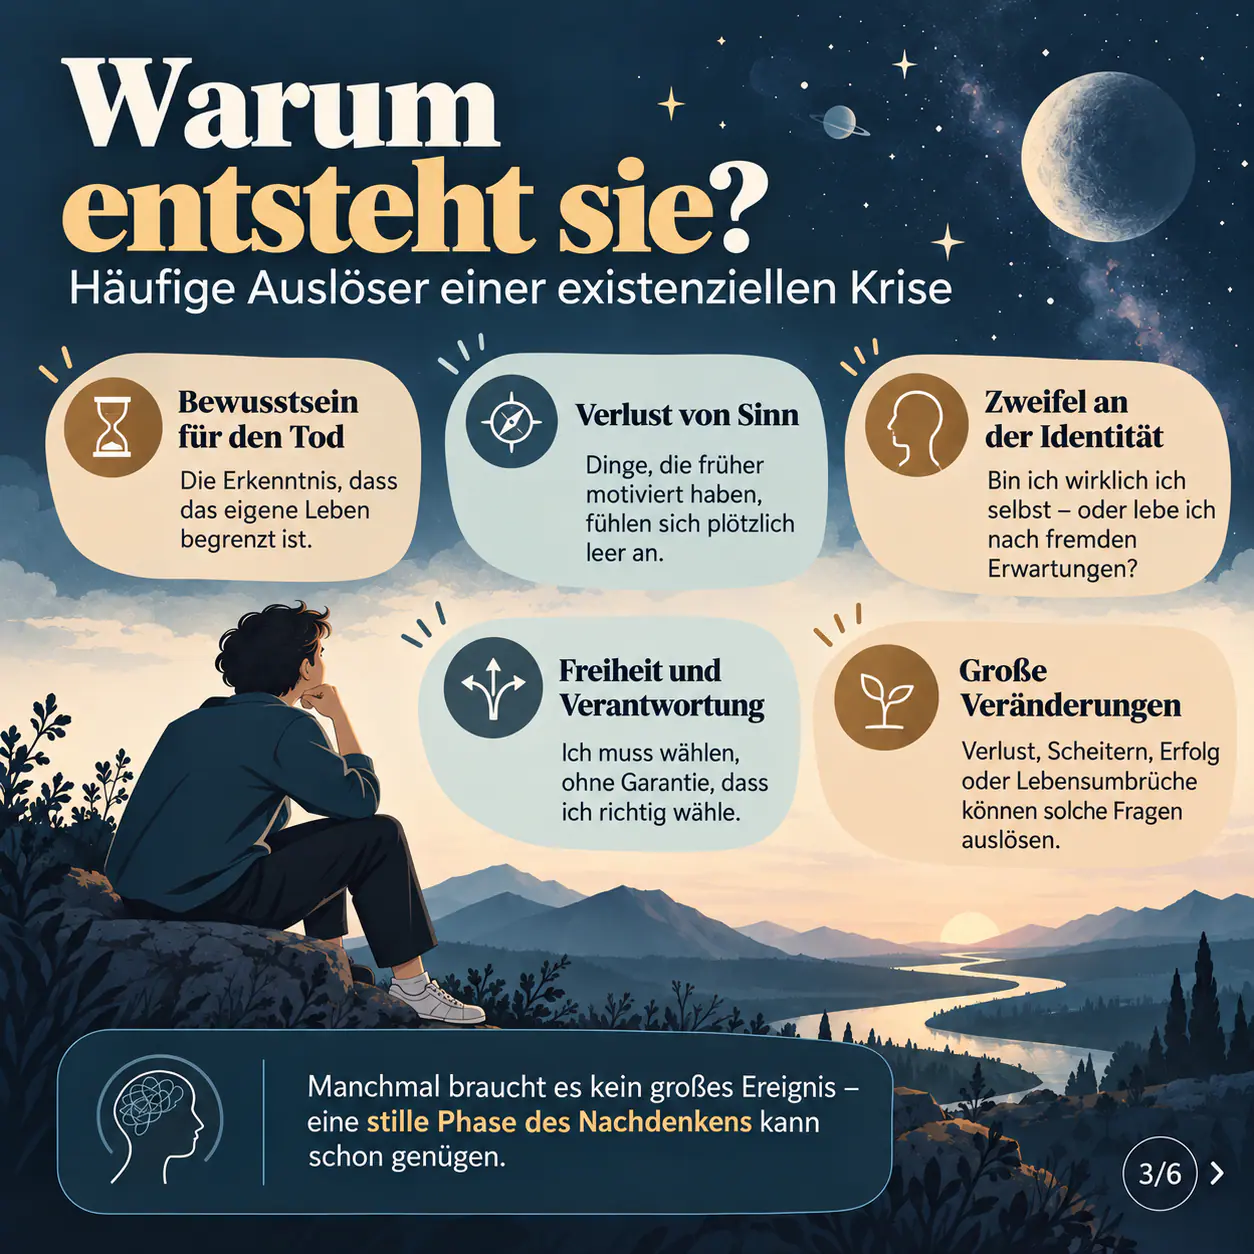 Warum
entsteht sie?
Häufige Auslöser einer existenziellen Krise
Bewusstsein
für den Tod
Die Erkenntnis, dass
das eigene Leben
begrenzt ist.
Verlust von Sinn
Dinge, die früher
motiviert haben,
fühlen sich plötzlich
leer an.
Zweifel an
der Identität
Bin ich wirklich ich
selbst – oder lebe ich
nach fremden
Erwartungen?
Freiheit und
Verantwortung
Ich muss wählen,
ohne Garantie, dass
ich richtig wähle.
Große
Veränderungen
Verlust, Scheitern, Erfolg
oder Lebensumbrüche
können solche Fragen
auslösen.
Manchmal braucht es kein großes Ereignis –
eine stille Phase des Nachdenkens kann
schon genügen.
3/6